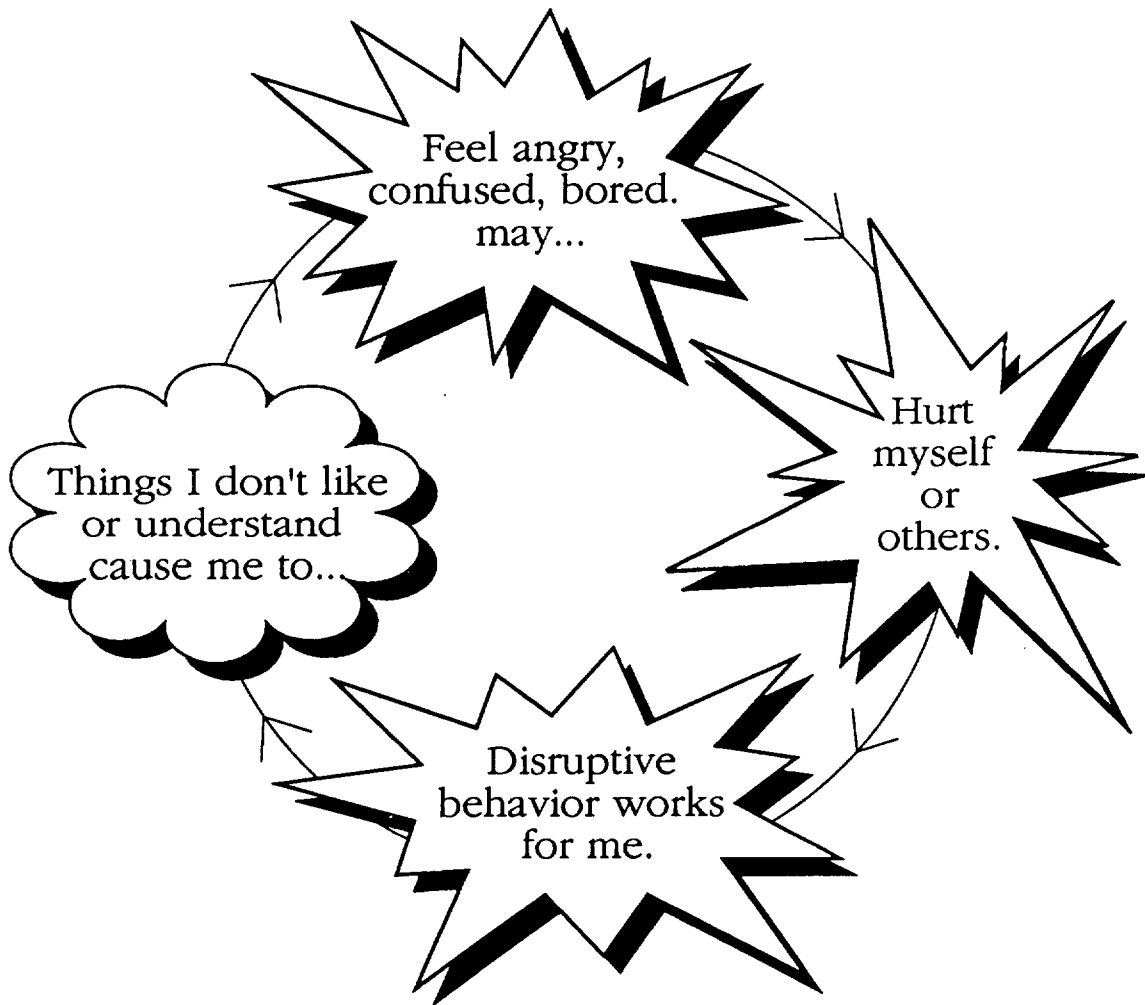 Feel angry,
confused, bored.
may...
Hurt
myself
or
others.
Disruptive
behavior works
for me.
Things I don't like
or understand
cause me to...